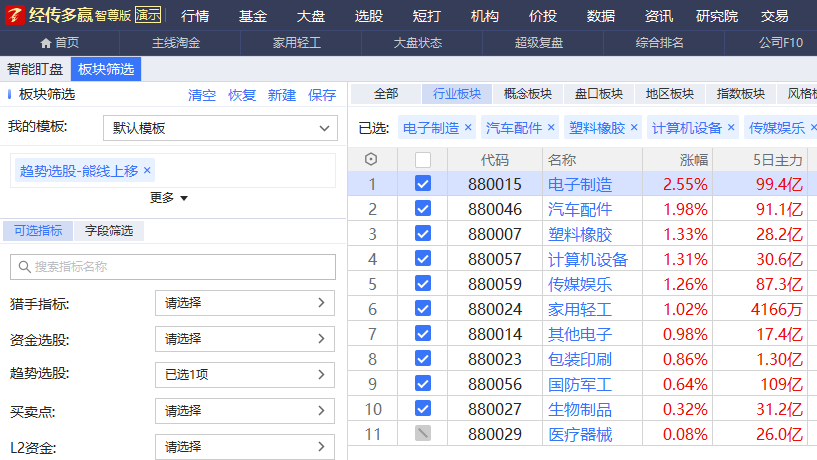 经传多赢 智尊版 演示 行情 基金 大盘 选股 短打 机构 价投 数据 资讯 研究院 交易
首页 主线淘金 家用轻工 大盘状态 超级复盘 综合排名 公司F10
智能盯盘 板块筛选
板块筛选 清空 恢复 新建 保存
我的模板: 默认模板
趋势选股-熊线上移 ×
更多
可选指标 字段筛选
搜索指标名称
猎手指标: 请选择
资金选股: 请选择
趋势选股: 已选1项
买卖点: 请选择
L2资金: 请选择
全部 行业板块 概念板块 盘口板块 地区板块 指数板块 风格
已选: 电子制造 × 汽车配件 × 塑料橡胶 × 计算机设备 × 传媒娱乐 ×
代码 名称 涨幅 5日主力
1 880015 电子制造 2.55% 99.4亿
2 880046 汽车配件 1.98% 91.1亿
3 880007 塑料橡胶 1.33% 28.2亿
4 880057 计算机设备 1.31% 30.6亿
5 880059 传媒娱乐 1.26% 87.3亿
6 880024 家用轻工 1.02% 4166万
7 880014 其他电子 0.98% 17.4亿
8 880023 包装印刷 0.86% 1.30亿
9 880056 国防军工 0.64% 109亿
10 880027 生物制品 0.32% 31.2亿
11 880029 医疗器械 0.08% 26.0亿